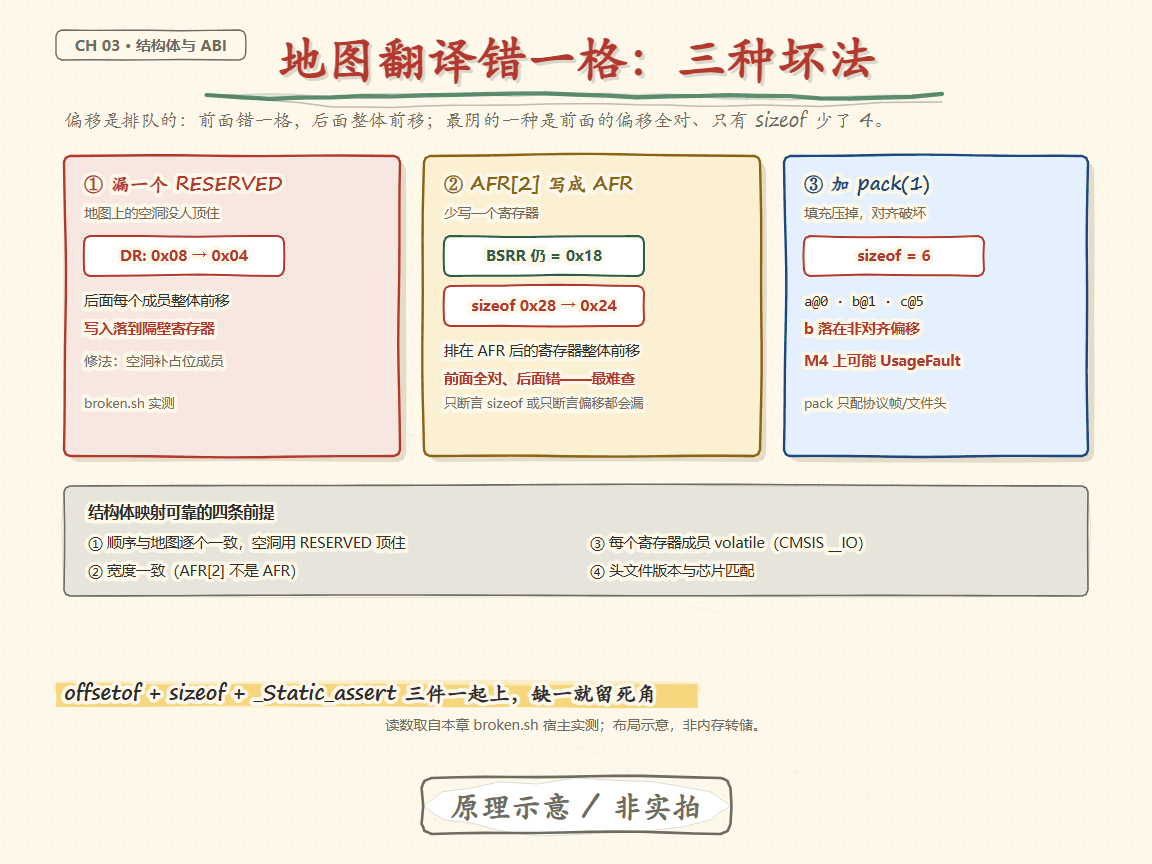 CH 03 • 结构体与 ABI
地图翻译错一格：三种坏法
偏移是排队的：前面错一格，后面整体前移；最阴的一种是前面的偏移全对、只有 sizeof 少了 4。
① 漏一个 RESERVED
地图上的空洞没人顶住
DR: 0x08 → 0x04
后面每个成员整体前移
写入落到隔壁寄存器
修法：空洞补占位成员
broken.sh 实测
② AFR[2] 写成 AFR
少写一个寄存器
BSRR 仍 = 0x18
sizeof 0x28 → 0x24
排在 AFR 后的寄存器整体前移
前面全对、后面错——最难查
只断言 sizeof 或只断言偏移都会漏
③ 加 pack(1)
填充压掉，对齐破坏
sizeof = 6
a@0 · b@1 · c@5
b 落在非对齐偏移
M4 上可能 UsageFault
pack 只配协议帧/文件头
结构体映射可靠的四条前提
① 顺序与地图逐个一致，空洞用 RESERVED 顶住
② 宽度一致（AFR[2] 不是 AFR）
③ 每个寄存器成员 volatile（CMSIS __IO）
④ 头文件版本与芯片匹配
offsetof + sizeof + _Static_assert 三件一起上，缺一就留死角
读数取自本章 broken.sh 宿主实测；布局示意，非内存转储。
原理示意 / 非实拍